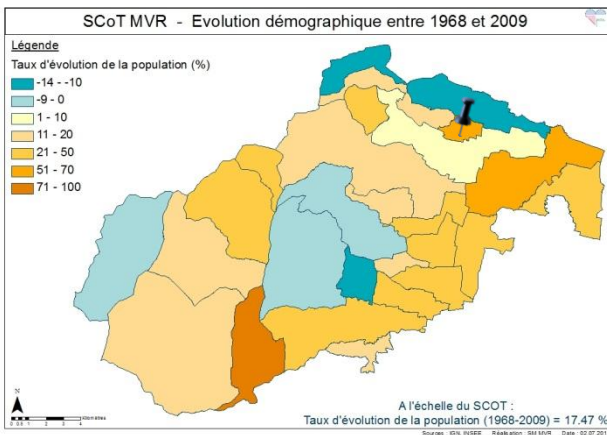 SCoT MVR - Evolution démographique entre 1968 et 2009
Légende
Taux d'évolution de la population (%)
-14 - -10
-9 - 0
1 - 10
11 - 20
21 - 50
51 - 70
71 - 100
A l'échelle du SCOT :
Taux d'évolution de la population (1968-2009) = 17.47 %
N
Kilomètres
Sources : IGN, INSEE Réalisation : SM MVR Date : 02.07.201